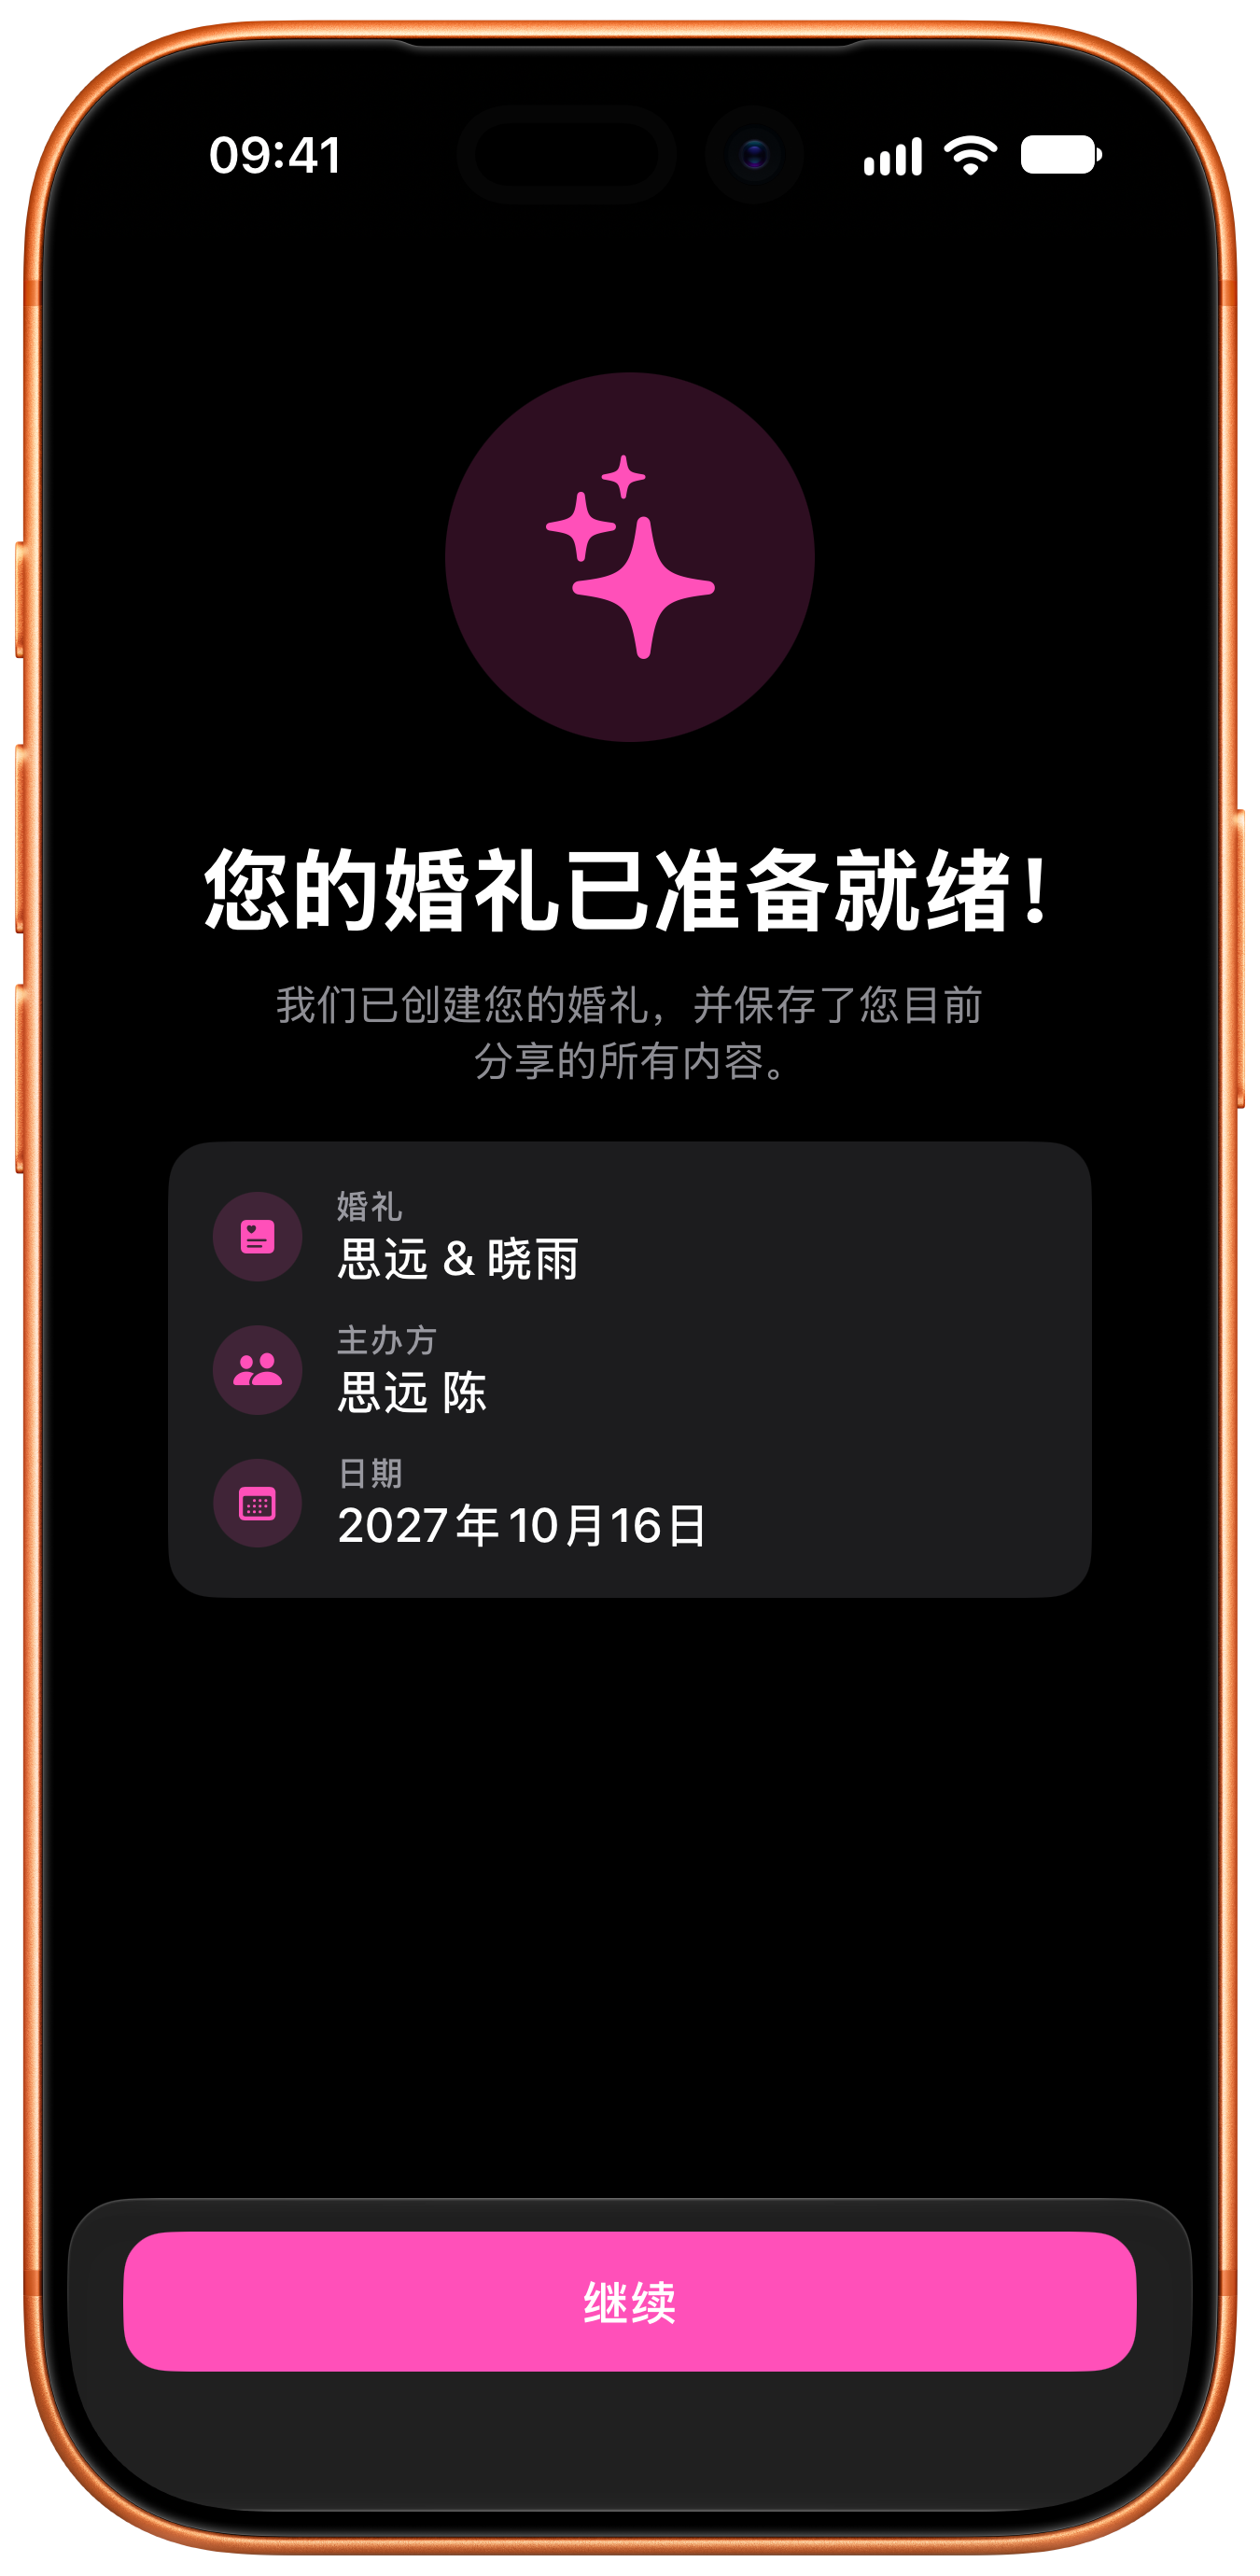 09:41
您的婚礼已准备就绪！
我们已创建您的婚礼，并保存了您目前
分享的所有内容。
婚礼
思远 & 晓雨
主办方
思远 陈
日期
2027年10月16日
继续